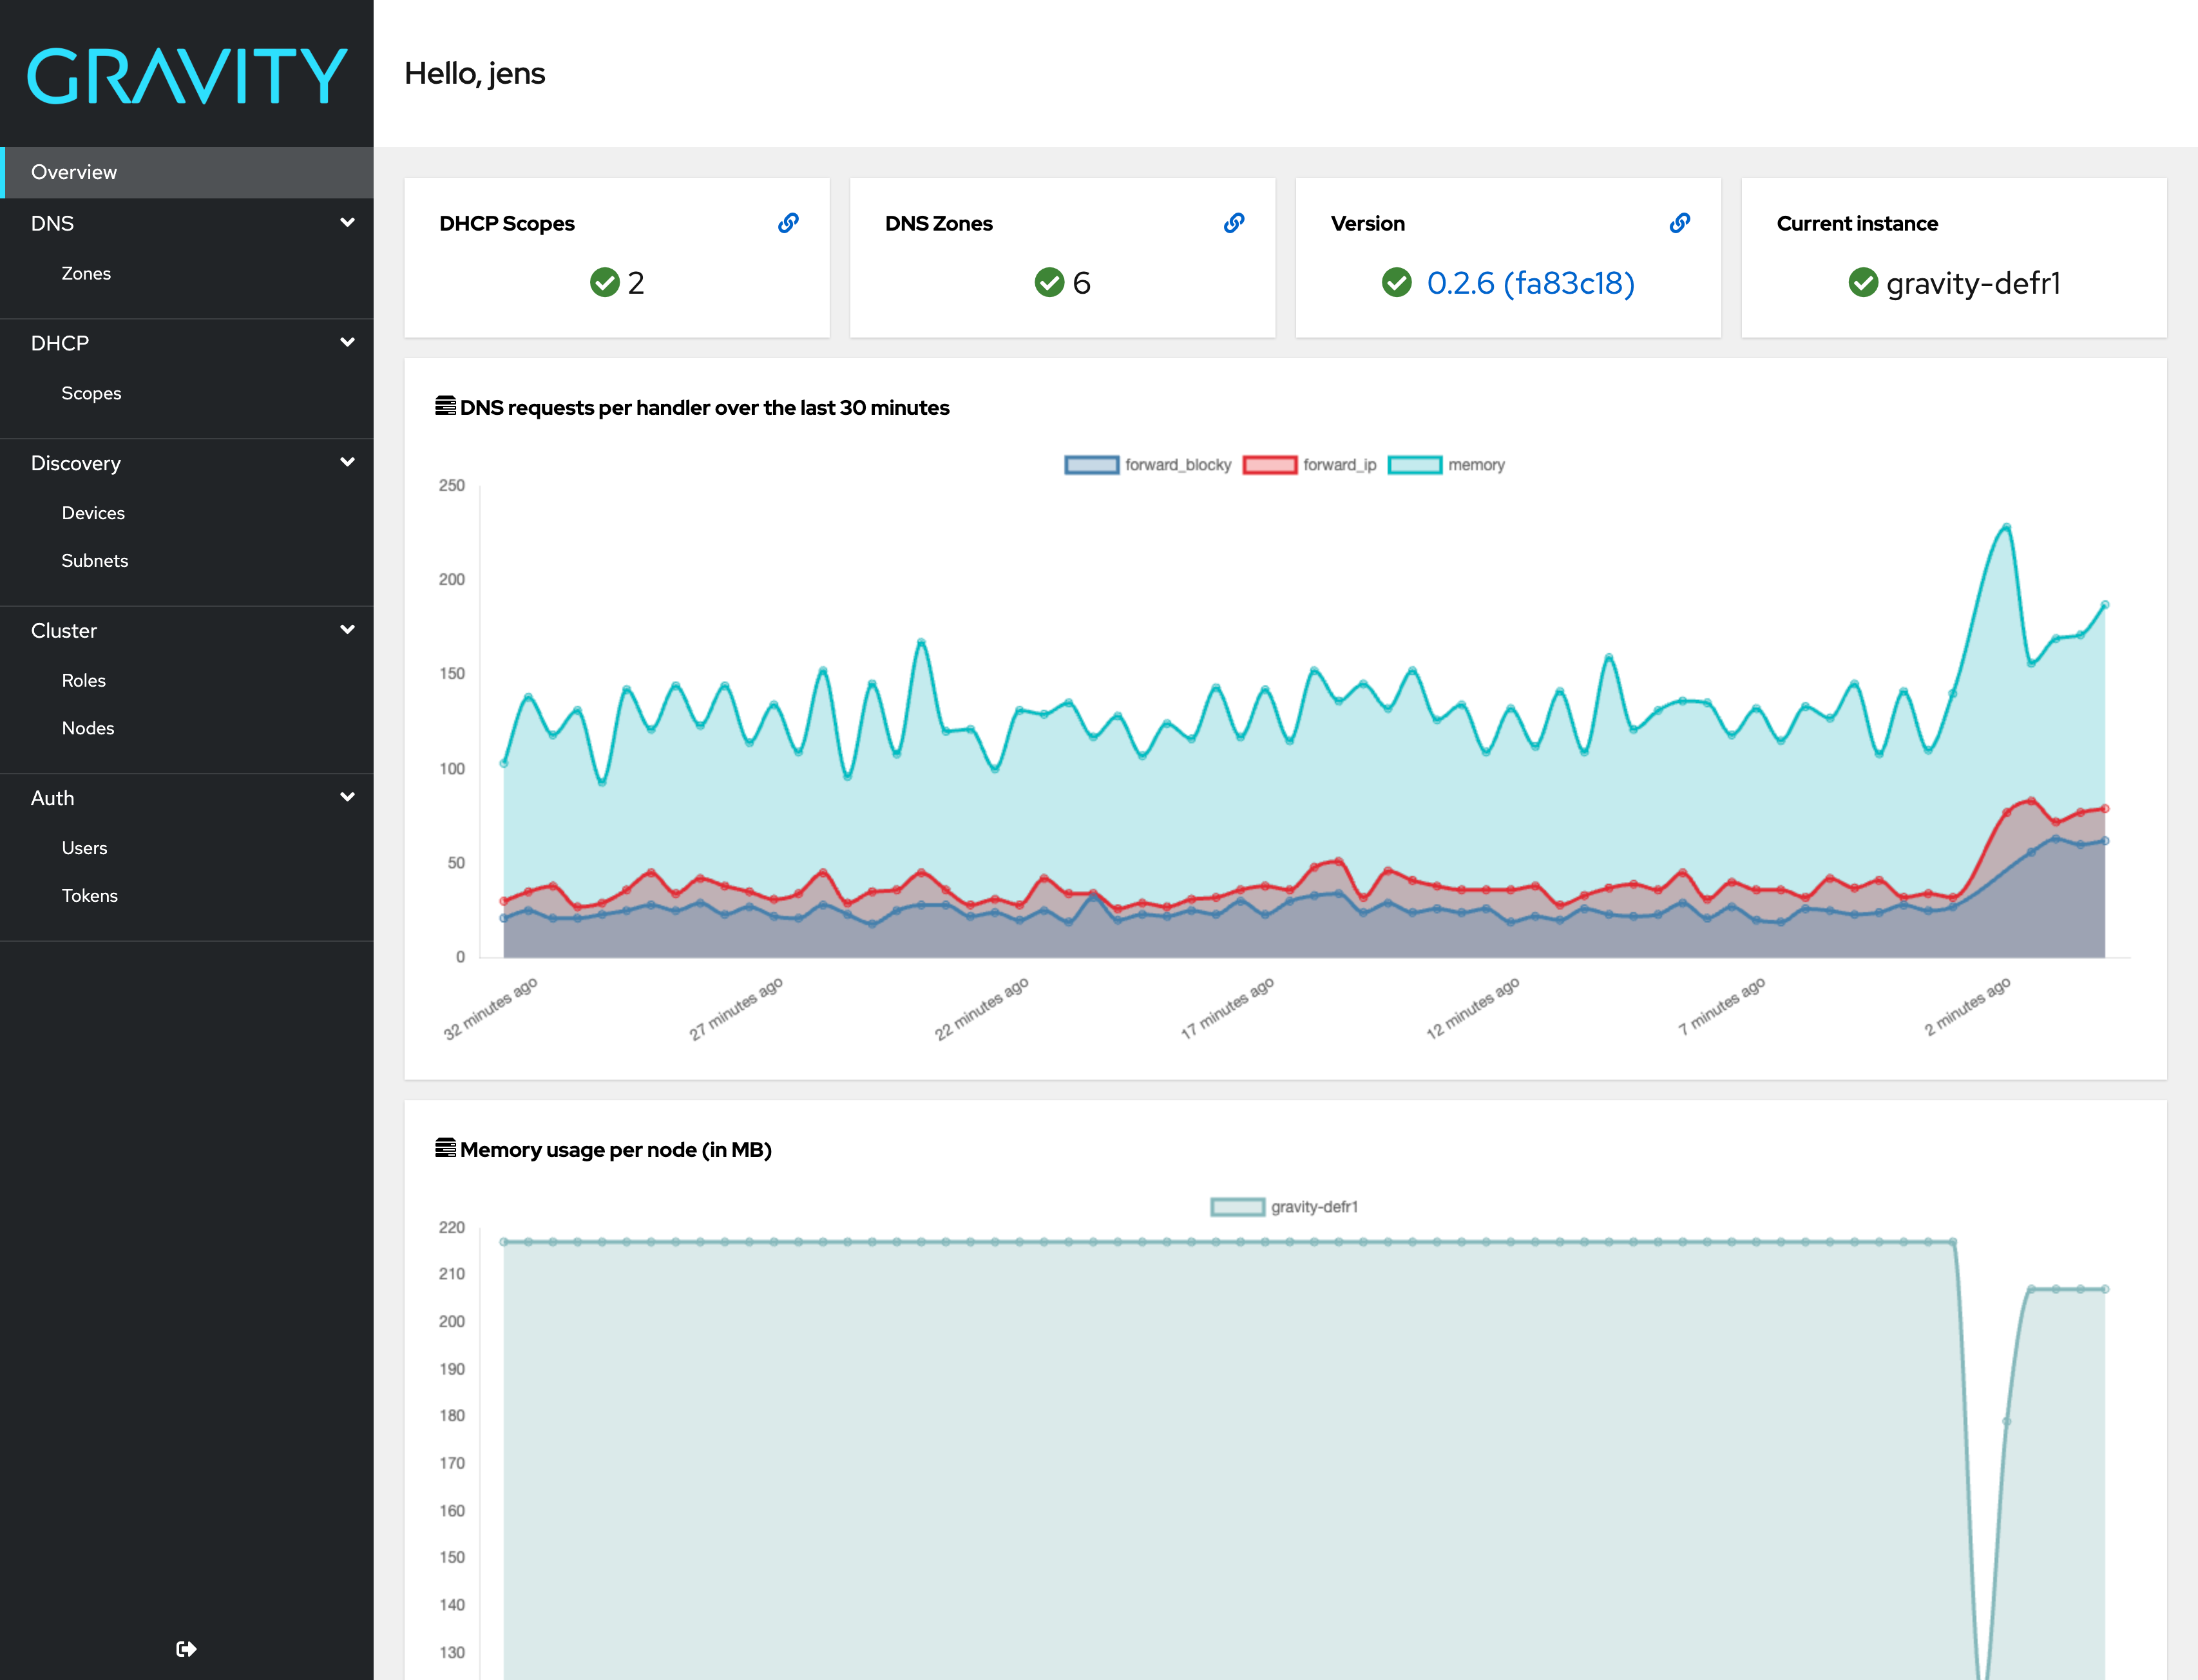 GRAVITY
Overview
DNS
Zones
DHCP
Scopes
Discovery
Devices
Subnets
Cluster
Roles
Nodes
Auth
Users
Tokens
Hello, jens
DHCP Scopes
2
DNS Zones
6
Version
0.2.6 (fa83c18)
Current instance
gravity-defr1
DNS requests per handler over the last 30 minutes
forward_blocky forward_ip memory
250
200
150
100
50
0
32 minutes ago 27 minutes ago 22 minutes ago 17 minutes ago 12 minutes ago 7 minutes ago 2 minutes ago
Memory usage per node (in MB)
gravity-defr1
220
210
200
190
180
170
160
150
140
130